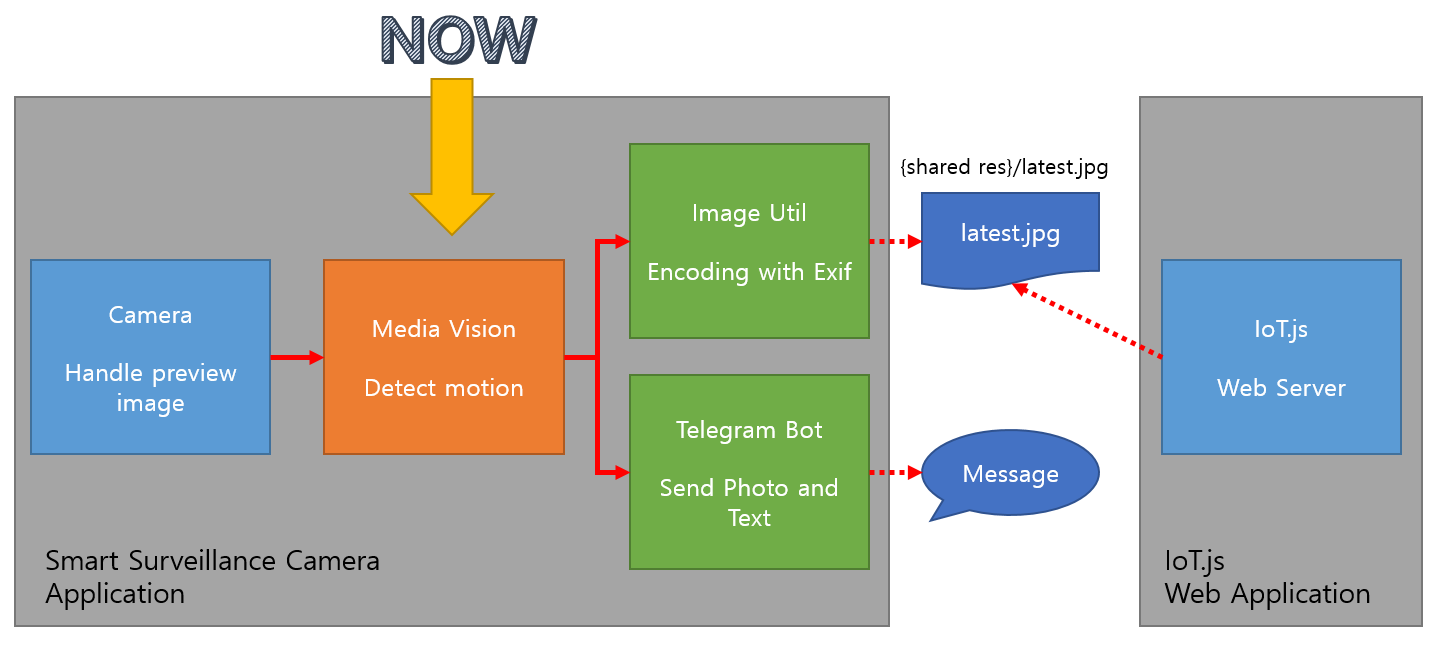 NOW
Camera
Handle preview
image
Media Vision
Detect motion
Image Util
Encoding with Exif
Telegram Bot
Send Photo and
Text
{shared res}/latest.jpg
latest.jpg
Message
IoT.js
Web Server
Smart Surveillance Camera
Application
IoT.js
Web Application